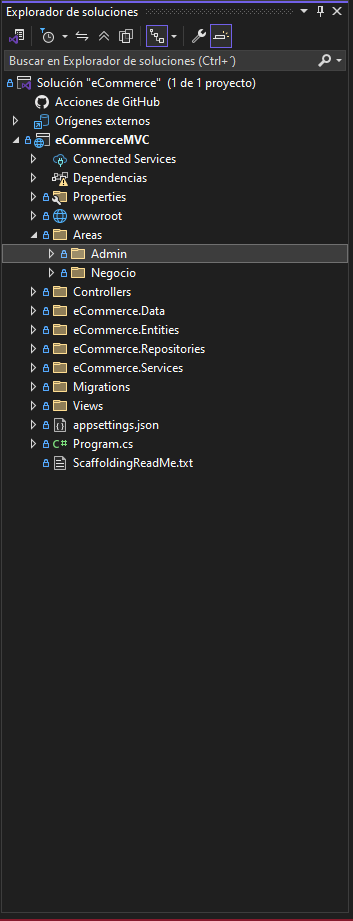 Explorador de soluciones
Buscar en Explorador de soluciones (Ctrl+´)
Solución "eCommerce" (1 de 1 proyecto)
Acciones de GitHub
Orígenes externos
eCommerceMVC
Connected Services
Dependencias
Properties
wwwroot
Areas
Admin
Negocio
Controllers
eCommerce.Data
eCommerce.Entities
eCommerce.Repositories
eCommerce.Services
Migrations
Views
appsettings.json
C# Program.cs
ScaffoldingReadMe.txt